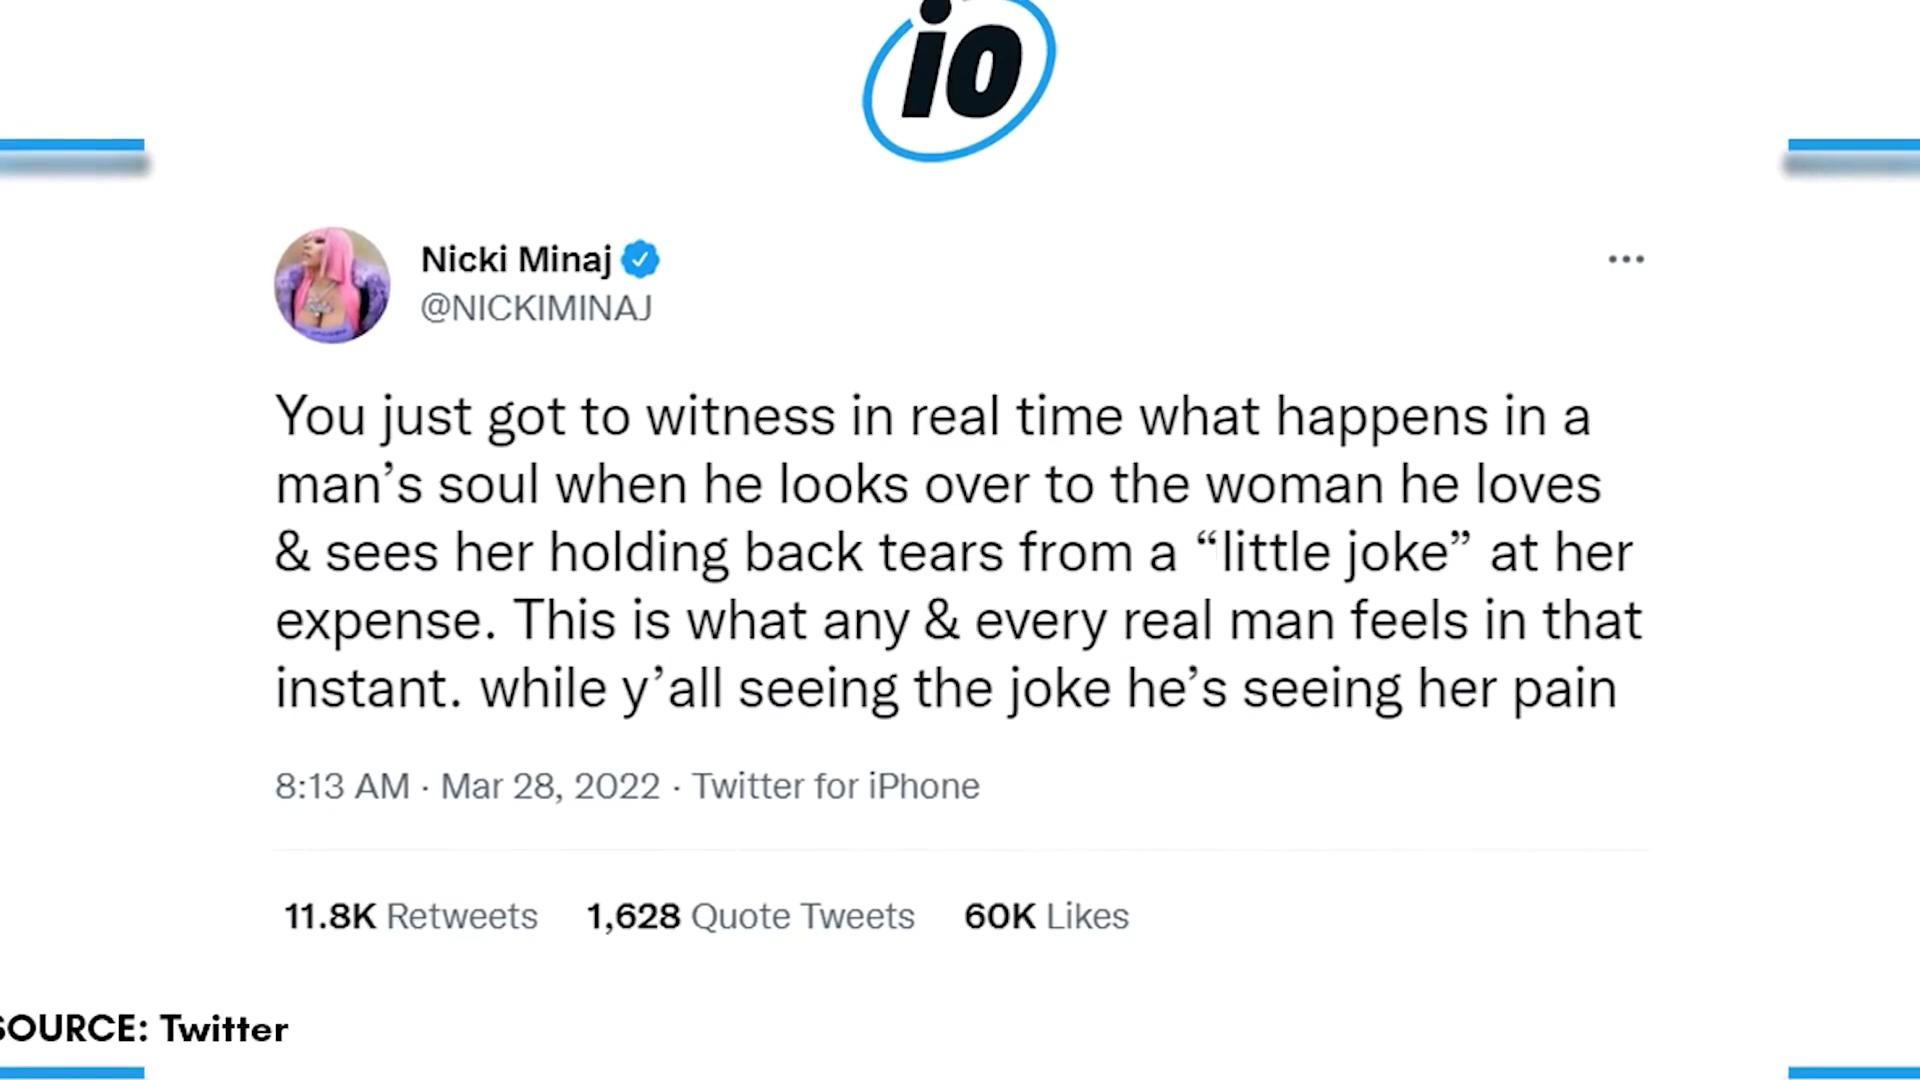 io
Nicki Minaj
@NICKIMINAJ
You just got to witness in real time what happens in a
man’s soul when he looks over to the woman he loves
& sees her holding back tears from a “little joke” at her
expense. This is what any & every real man feels in that
instant. while y’all seeing the joke he’s seeing her pain
8:13 AM · Mar 28, 2022 · Twitter for iPhone
11.8K Retweets 1,628 Quote Tweets 60K Likes
SOURCE: Twitter